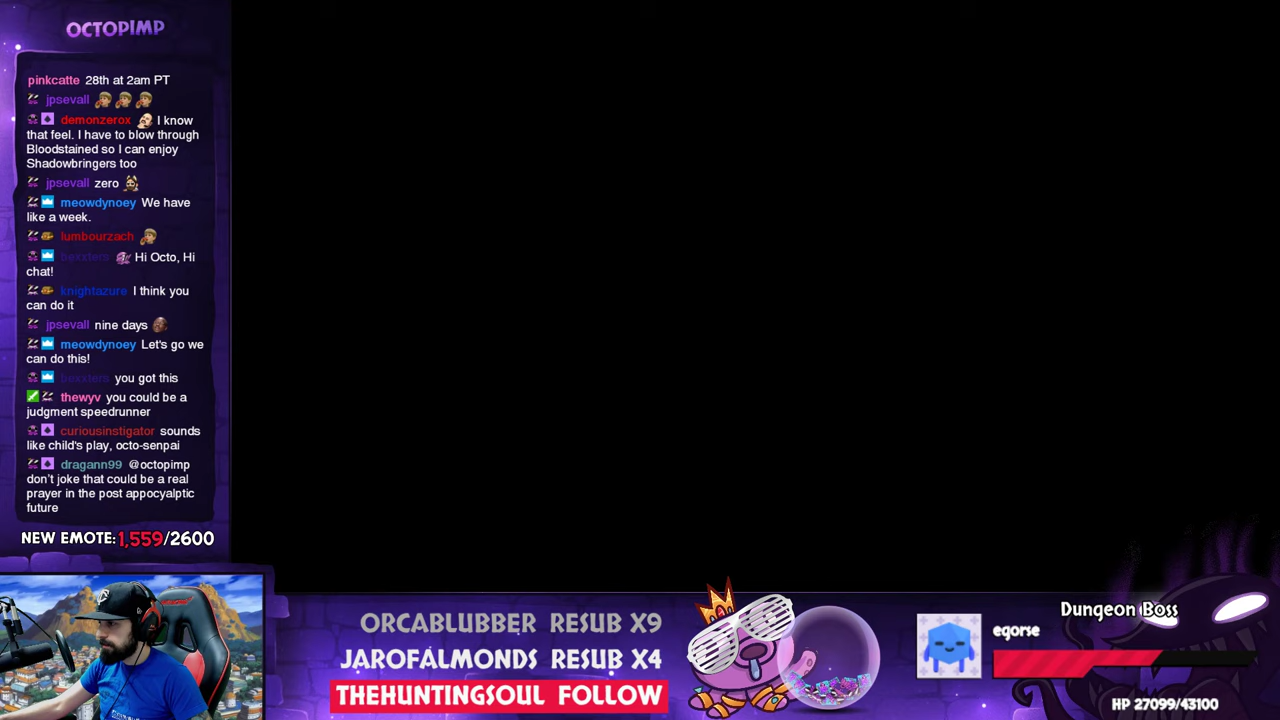 OCTOPIMP
pinkcatte 28th at 2am PT
jpsevall
demonzerox I know
that feel. I have to blow through
Bloodstained so I can enjoy
Shadowbringers too
jpsevall zero
meowdynoey We have
like a week.
lumbourzach
bexxters Hi Octo, Hi
chat!
knightazure I think you
can do it
jpsevall nine days
meowdynoey Let's go we
can do this!
bexxters you got this
thewyv you could be a
judgment speedrunner
curiousinstigator sounds
like child's play, octo-senpai
dragann99 @octopimp
don't joke that could be a real
prayer in the post appocyalptic
future
NEW EMOTE: 1,559/2600
ORCABLUBBER RESUB X9
JAROFALMONDS RESUB X4
THEHUNTINGSOUL FOLLOW
Dungeon Boss
eqorse
HP 27099/43100